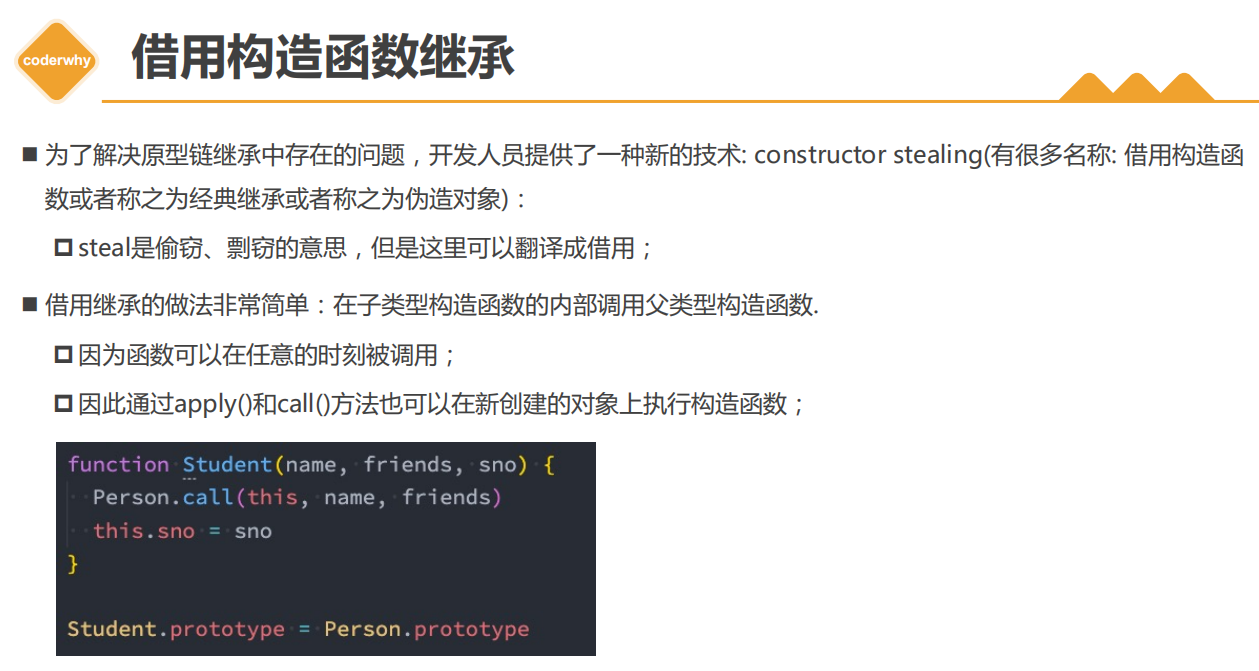 coderwhy
借用构造函数继承
为了解决原型链继承中存在的问题，开发人员提供了一种新的技术: constructor stealing(有很多名称: 借用构造函
数或者称之为经典继承或者称之为伪造对象)：
steal是偷窃、剽窃的意思，但是这里可以翻译成借用；
借用继承的做法非常简单：在子类型构造函数的内部调用父类型构造函数.
因为函数可以在任意的时刻被调用；
因此通过apply()和call()方法也可以在新创建的对象上执行构造函数；
function Student(name, friends, sno) {
  Person.call(this, name, friends)
  this.sno = sno
}
Student.prototype = Person.prototype